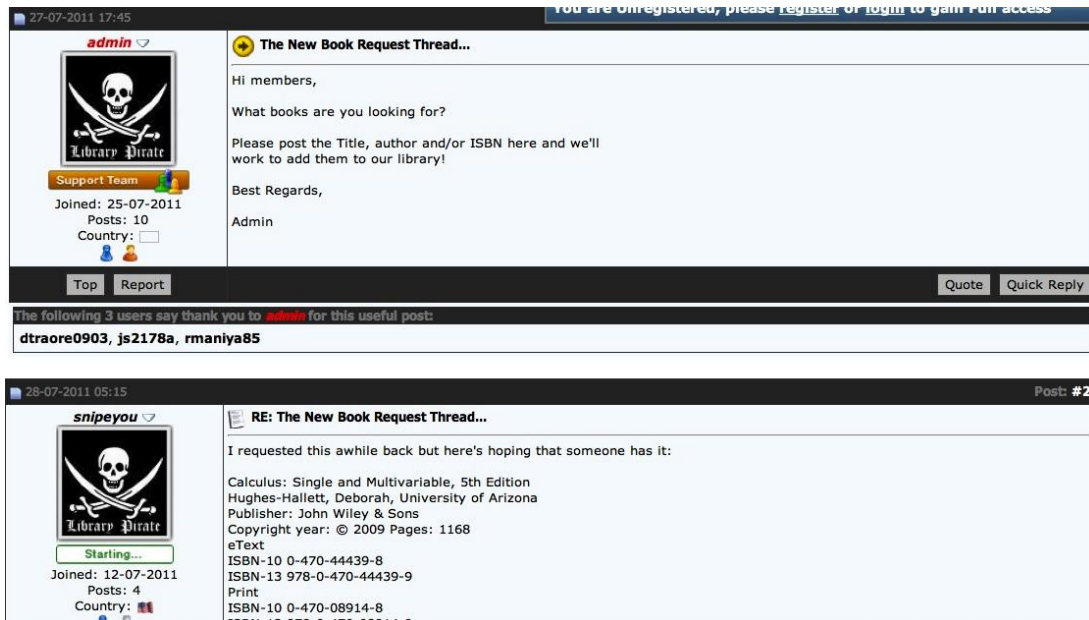 You are Unregistered, please register or login to gain Full access
27-07-2011 17:45
admin
Library Pirate
Support Team
Joined: 25-07-2011
Posts: 10
Country:
The New Book Request Thread...
Hi members,
What books are you looking for?
Please post the Title, author and/or ISBN here and we'll
work to add them to our library!
Best Regards,
Admin
Top Report
Quote Quick Reply
The following 3 users say thank you to admin for this useful post:
dtraore0903, js2178a, rmaniya85
28-07-2011 05:15
Post: #2
snipeyou
Library Pirate
Starting...
Joined: 12-07-2011
Posts: 4
Country:
RE: The New Book Request Thread...
I requested this awhile back but here's hoping that someone has it:
Calculus: Single and Multivariable, 5th Edition
Hughes-Hallett, Deborah, University of Arizona
Publisher: John Wiley & Sons
Copyright year: © 2009 Pages: 1168
eText
ISBN-10 0-470-44439-8
ISBN-13 978-0-470-44439-9
Print
ISBN-10 0-470-08914-8